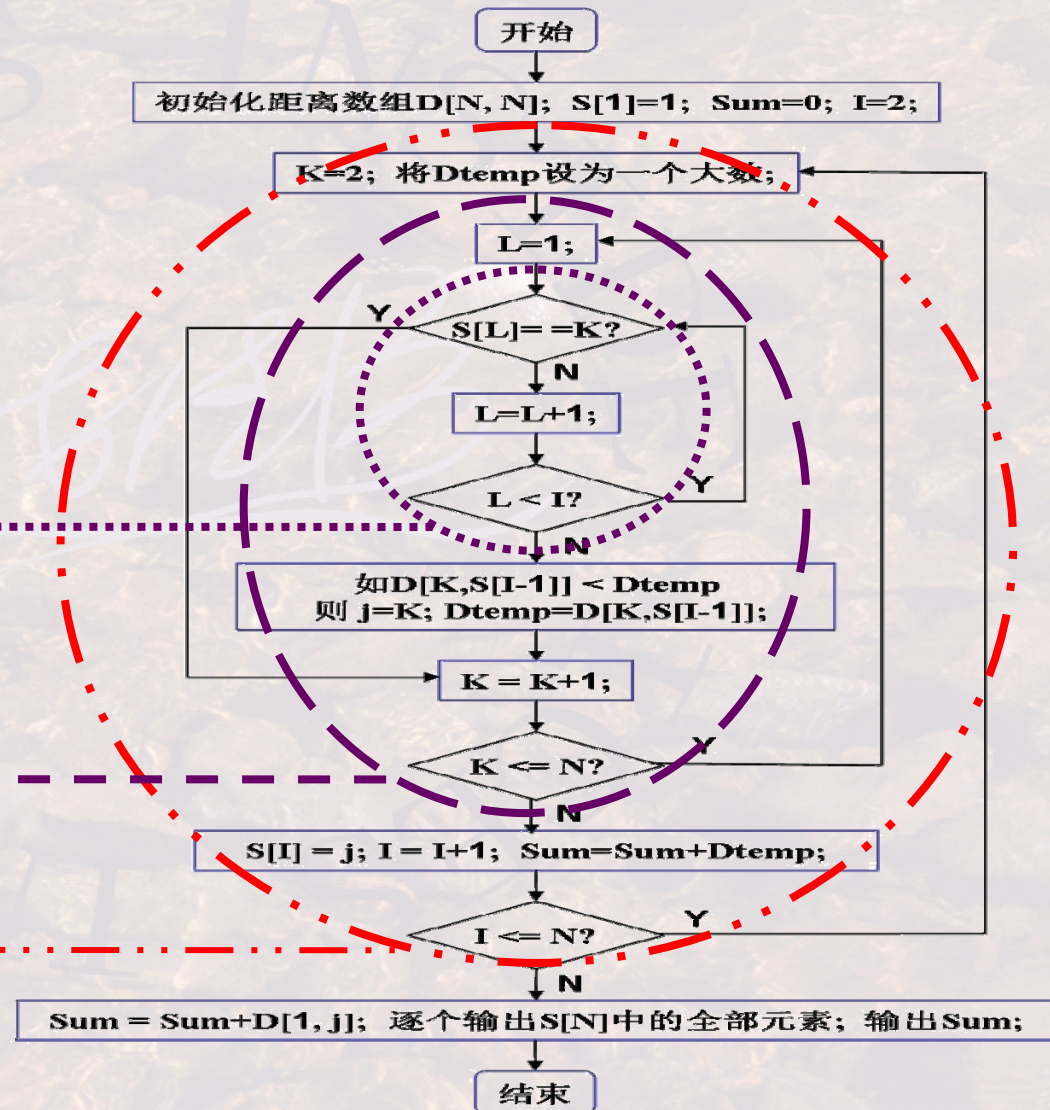 开始
初始化距离数组D[N, N]; S[1]=1; Sum=0; I=2;
K=2; 将Dtemp设为一个大数;
L=1;
Y
S[L]= =K?
N
L=L+1;
L < I?
Y
N
如D[K,S[I-1]] < Dtemp
则 j=K; Dtemp=D[K,S[I-1]];
K = K+1;
K <= N?
Y
N
S[I] = j; I = I+1; Sum=Sum+Dtemp;
I <= N?
Y
N
Sum = Sum+D[1, j]; 逐个输出S[N]中的全部元素; 输出Sum;
结束